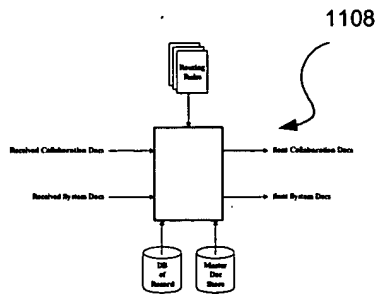 1108
Routing
Rules
Received Collaboration Docs
Sent Collaboration Docs
Received System Docs
Sent System Docs
DB
of
Record
Master
Doc
Store